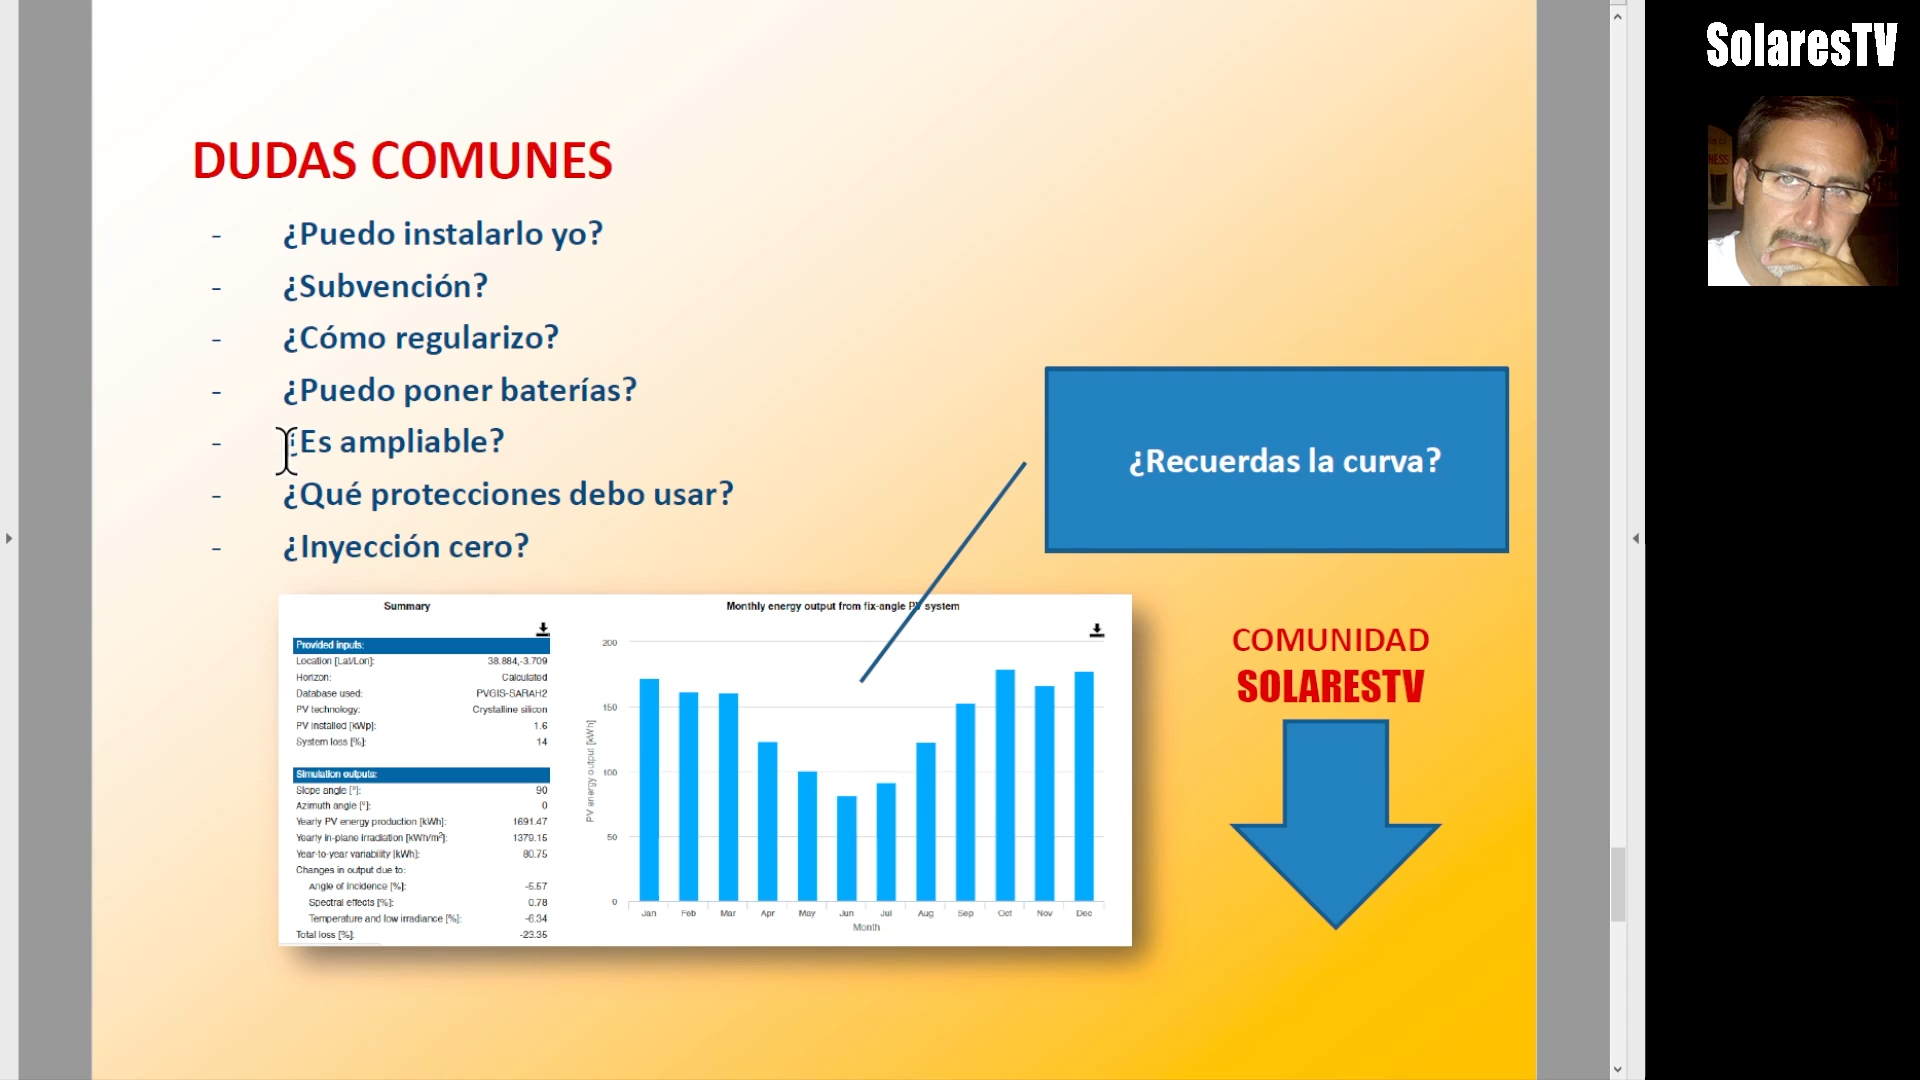 SolaresTV
DUDAS COMUNES
- ¿Puedo instalarlo yo?
- ¿Subvención?
- ¿Cómo regularizo?
- ¿Puedo poner baterías?
- ¿Es ampliable?
- ¿Qué protecciones debo usar?
- ¿Inyección cero?
¿Recuerdas la curva?
Summary
Provided inputs:
Location [Lat/Lon]: 38.884,-3.709
Horizon: Calculated
Database used: PVGIS-SARAH2
PV technology: Crystalline silicon
PV installed [kWp]: 1.6
System loss [%]: 14
Simulation outputs:
Slope angle [°]: 90
Azimuth angle [°]: 0
Yearly PV energy production [kWh]: 1691.47
Yearly in-plane irradiation [kWh/m²]: 1379.15
Year-to-year variability [kWh]: 80.75
Changes in output due to:
Angle of incidence [%]: -5.57
Spectral effects [%]: 0.78
Temperature and low irradiance [%]: -6.34
Total loss [%]: -23.35
Monthly energy output from fix-angle PV system
PV energy output [kWh]
200
150
100
50
0
Jan Feb Mar Apr May Jun Jul Aug Sep Oct Nov Dec
Month
COMUNIDAD
SOLARESTV
NESS